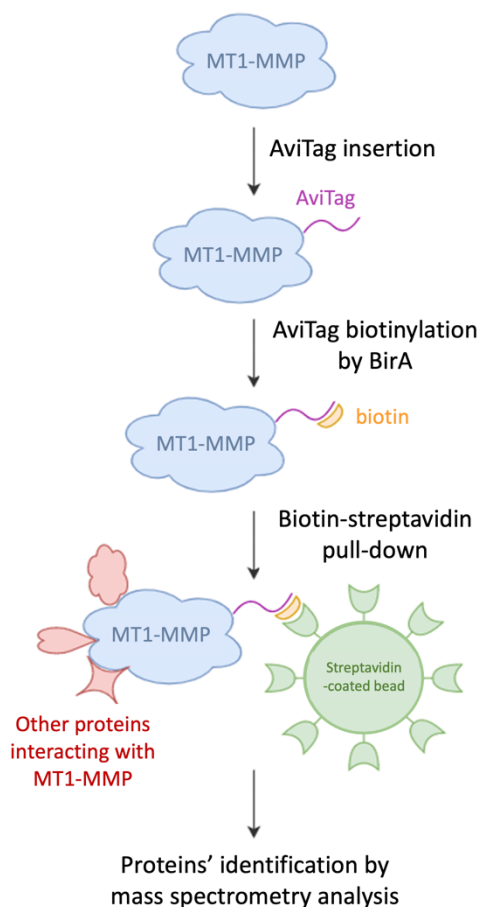 MT1-MMP
AviTag insertion
AviTag
MT1-MMP
AviTag biotinylation
by BirA
biotin
MT1-MMP
Biotin-streptavidin
pull-down
MT1-MMP
Streptavidin
-coated bead
Other proteins
interacting with
MT1-MMP
Proteins' identification by
mass spectrometry analysis